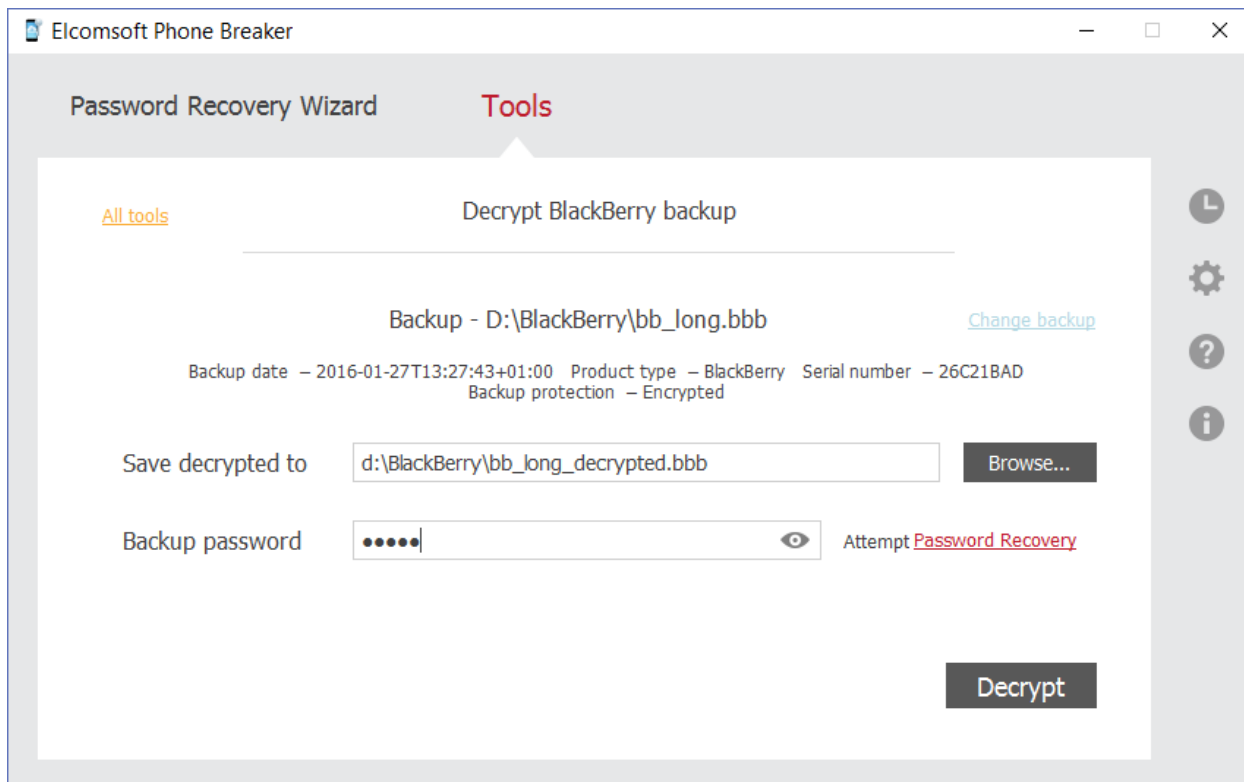 Elcomsoft Phone Breaker
Password Recovery Wizard Tools
All tools
Decrypt BlackBerry backup
Backup - D:\BlackBerry\bb_long.bbb
Change backup
Backup date – 2016-01-27T13:27:43+01:00 Product type – BlackBerry Serial number – 26C21BAD
Backup protection – Encrypted
Save decrypted to d:\BlackBerry\bb_long_decrypted.bbb Browse...
Backup password ●●●●● Attempt Password Recovery
Decrypt